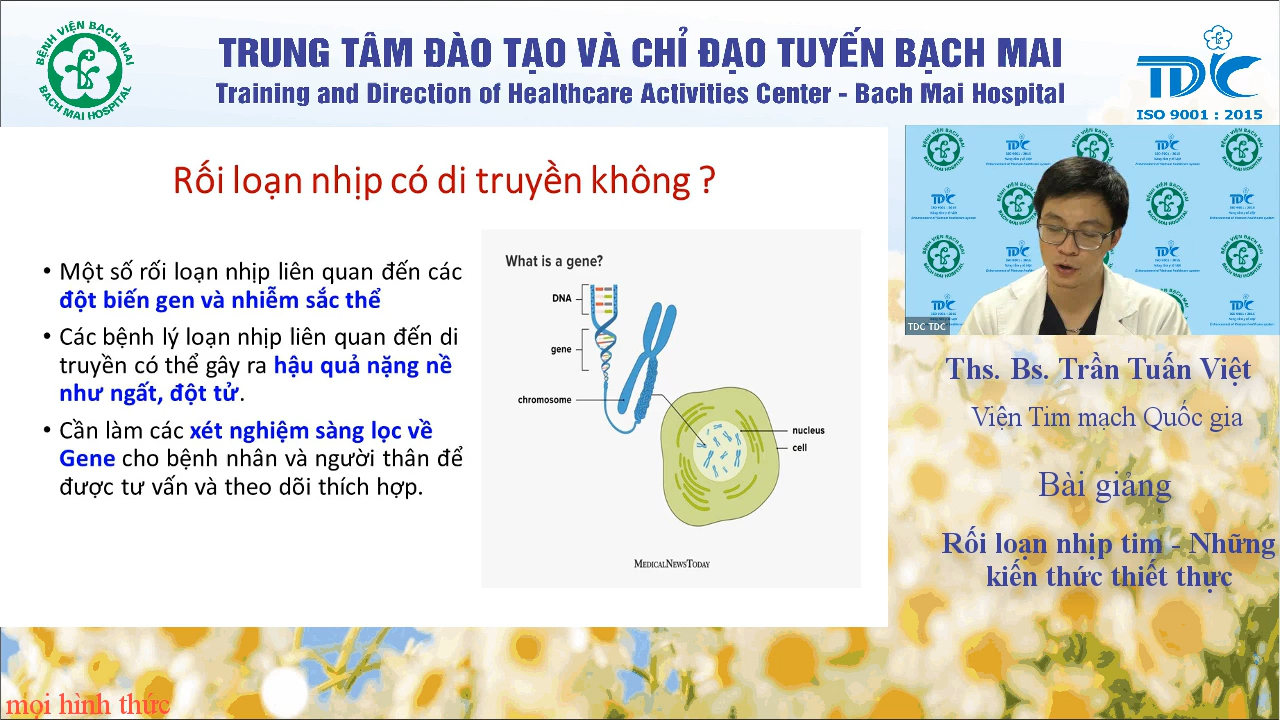 BỆNH VIỆN BẠCH MAI
BACH MAI HOSPITAL
TRUNG TÂM ĐÀO TẠO VÀ CHỈ ĐẠO TUYẾN BẠCH MAI
Training and Direction of Healthcare Activities Center - Bach Mai Hospital
TDC
ISO 9001 : 2015
Rối loạn nhịp có di truyền không ?
• Một số rối loạn nhịp liên quan đến các
đột biến gen và nhiễm sắc thể
• Các bệnh lý loạn nhịp liên quan đến di
truyền có thể gây ra hậu quả nặng nề
như ngất, đột tử.
• Cần làm các xét nghiệm sàng lọc về
Gene cho bệnh nhân và người thân để
được tư vấn và theo dõi thích hợp.
What is a gene?
DNA
gene
chromosome
nucleus
cell
MEDICALNEWSTODAY
TDC TDC
Ths. Bs. Trần Tuấn Việt
Viện Tim mạch Quốc gia
Bài giảng
Rối loạn nhịp tim - Những
kiến thức thiết thực
mọi hình thức